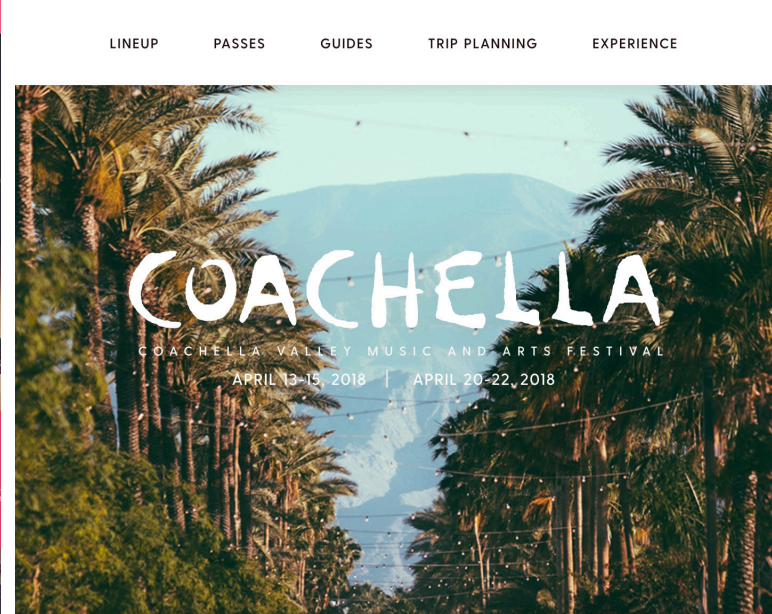 LINEUP PASSES GUIDES TRIP PLANNING EXPERIENCE
COACHELLA
COACHELLA VALLEY MUSIC AND ARTS FESTIVAL
APRIL 13-15, 2018 | APRIL 20-22, 2018